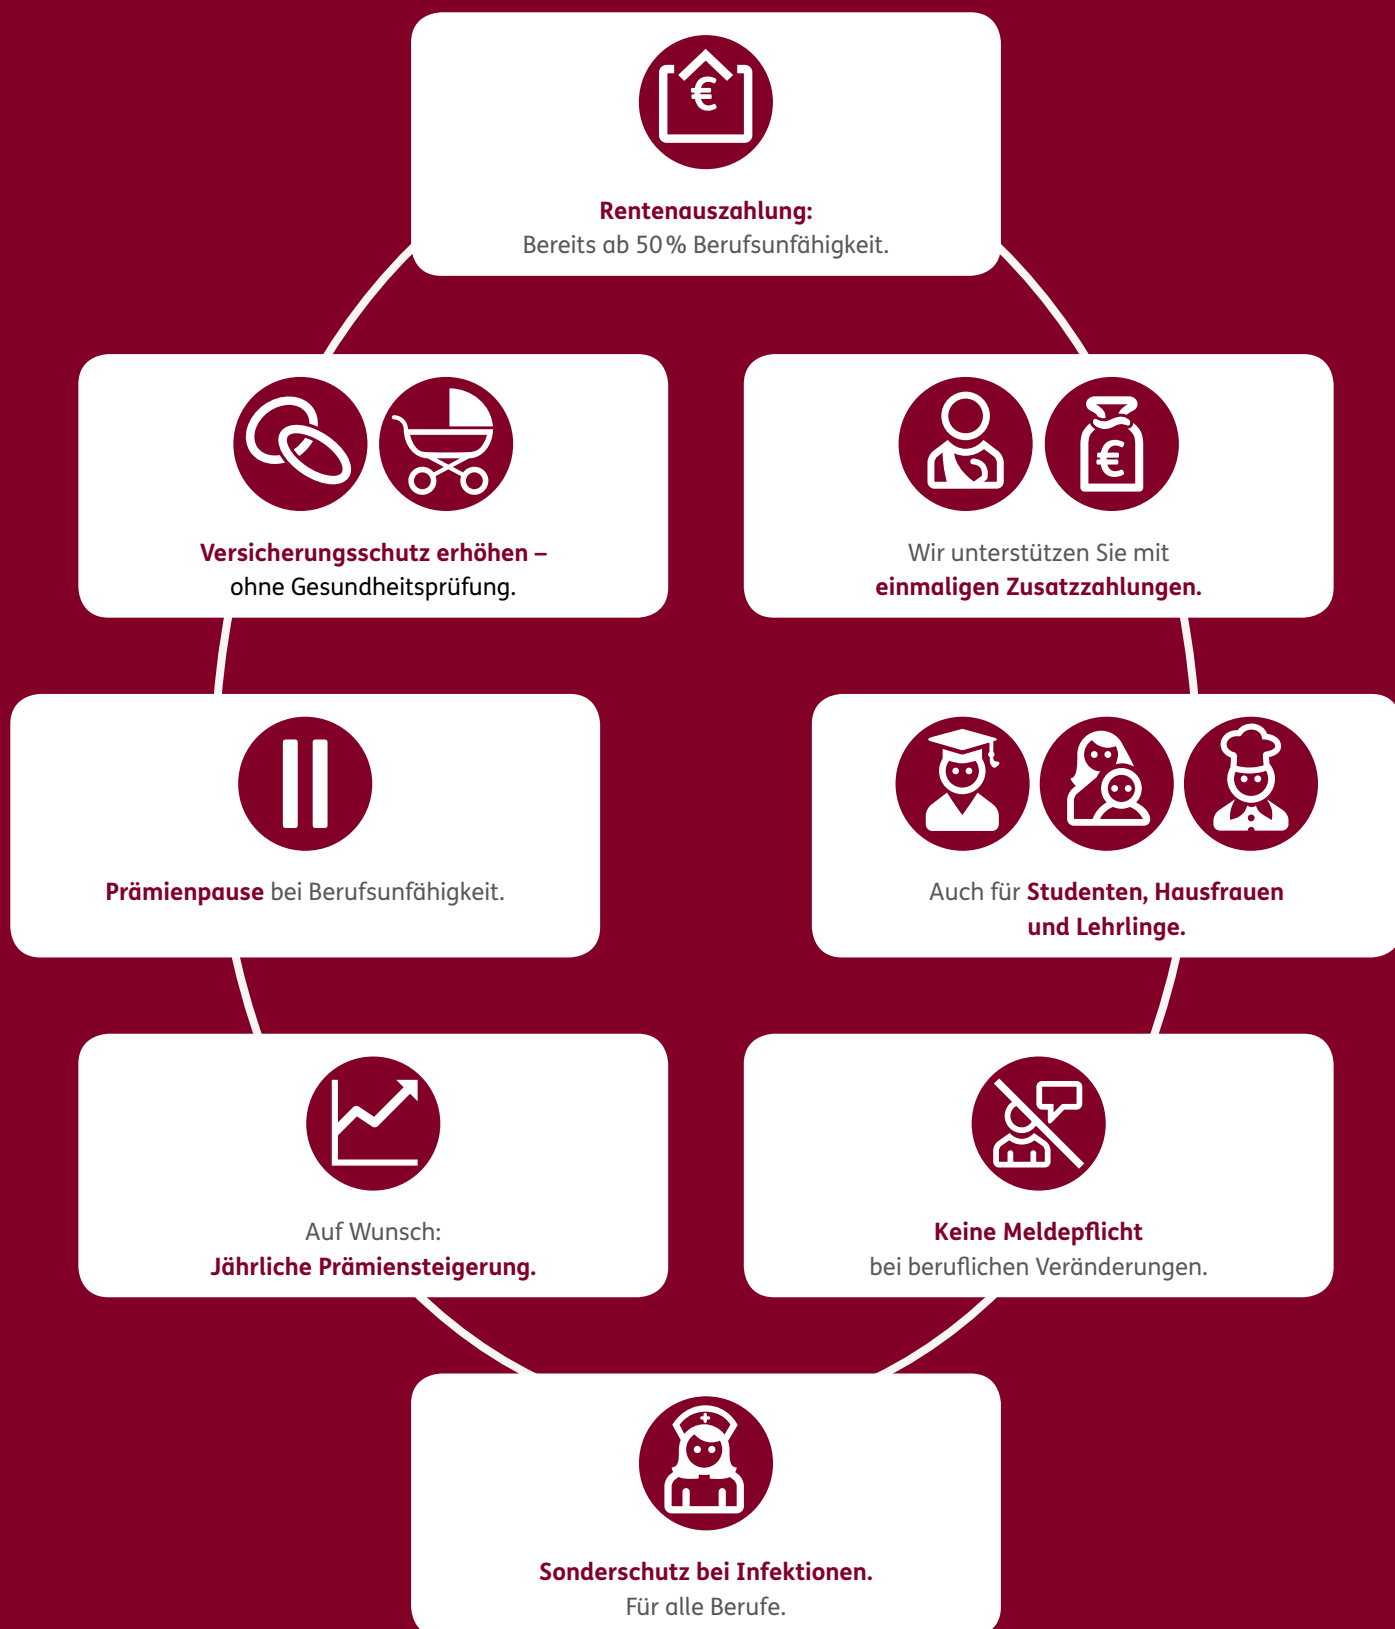 Rentenauszahlung:
Bereits ab 50 % Berufsunfähigkeit.
Versicherungsschutz erhöhen –
ohne Gesundheitsprüfung.
Wir unterstützen Sie mit
einmaligen Zusatzzahlungen.
Prämienpause bei Berufsunfähigkeit.
Auch für Studenten, Hausfrauen
und Lehrlinge.
Auf Wunsch:
Jährliche Prämiensteigerung.
Keine Meldepflicht
bei beruflichen Veränderungen.
Sonderschutz bei Infektionen.
Für alle Berufe.